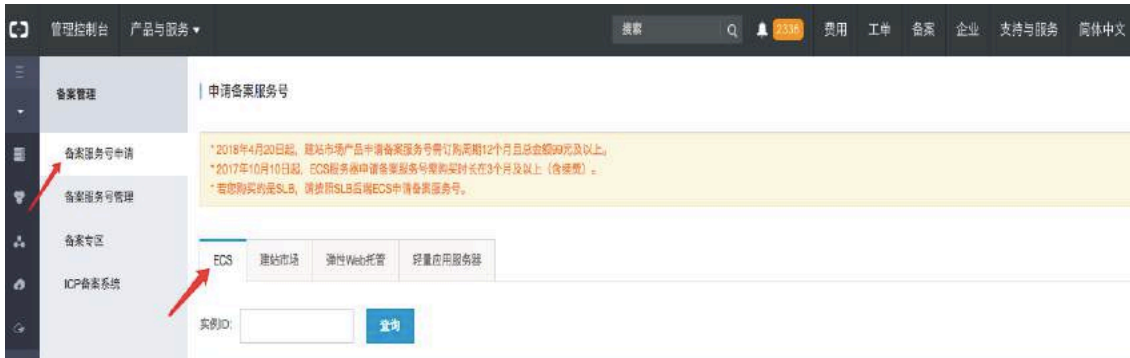 管理控制台 产品与服务 搜索 2336 费用 工单 备案 企业 支持与服务 简体中文
备案管理
申请备案服务号
备案服务号申请
* 2018年4月20日起，建站市场产品申请备案服务号需订购周期12个月且总金额99元及以上。
* 2017年10月10日起，ECS服务器申请备案服务号需购买时长在3个月及以上（含续费）。
* 若您购买的是SLB，请按照SLB后端ECS申请备案服务号。
备案服务号管理
备案专区
ECS 建站市场 弹性Web托管 轻量应用服务器
ICP备案系统
实例ID: 查询